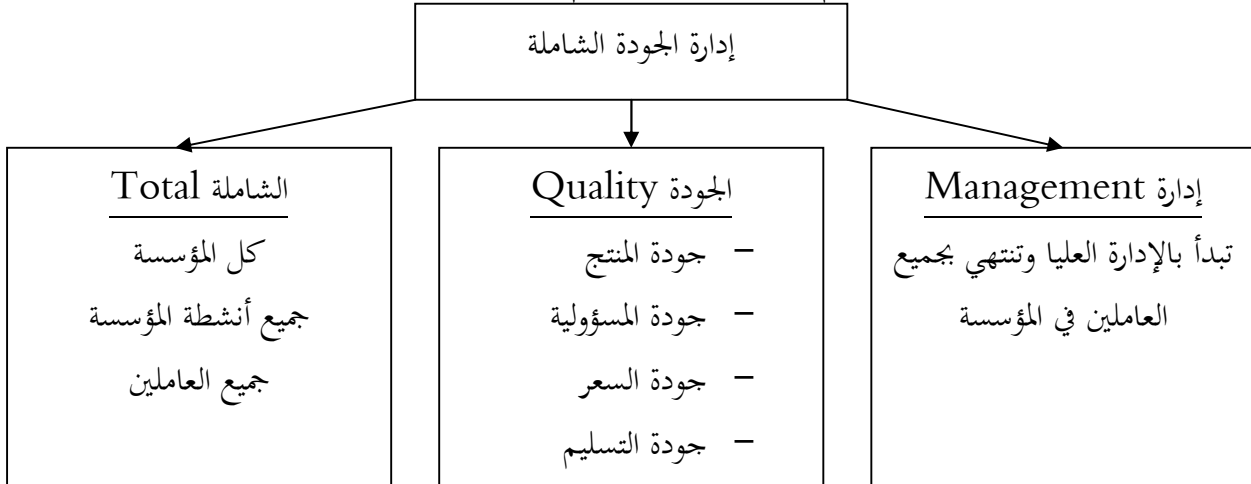 إدارة الجودة الشاملة
إدارة Management
تبدأ بالإدارة العليا وتنتهي بجميع
العاملين في المؤسسة
الجودة Quality
– جودة المنتج
– جودة المسؤولية
– جودة السعر
– جودة التسليم
الشاملة Total
كل المؤسسة
جميع أنشطة المؤسسة
جميع العاملين